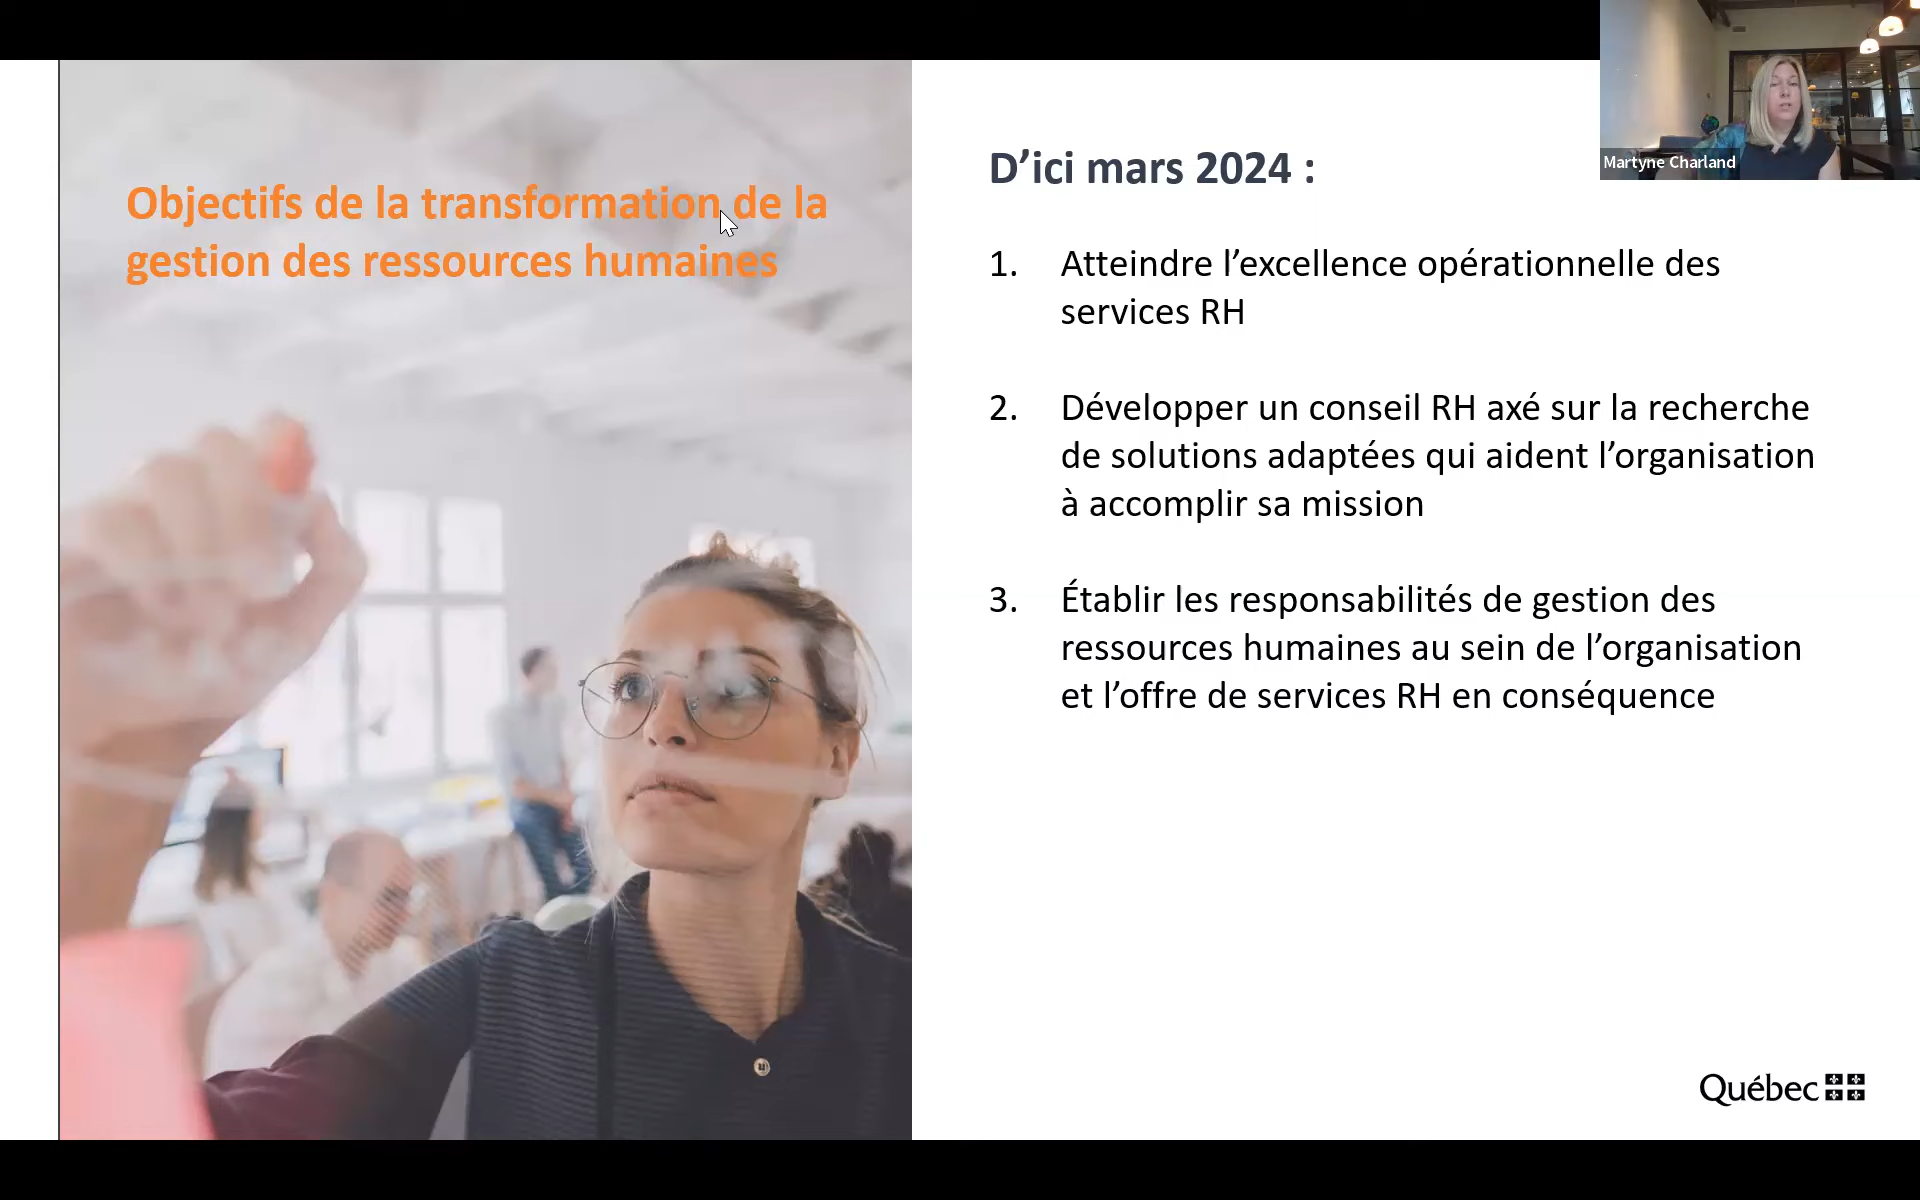 Martyne Charland
Objectifs de la transformation de la
gestion des ressources humaines
D’ici mars 2024 :
1. Atteindre l’excellence opérationnelle des
services RH
2. Développer un conseil RH axé sur la recherche
de solutions adaptées qui aident l’organisation
à accomplir sa mission
3. Établir les responsabilités de gestion des
ressources humaines au sein de l’organisation
et l’offre de services RH en conséquence
Québec